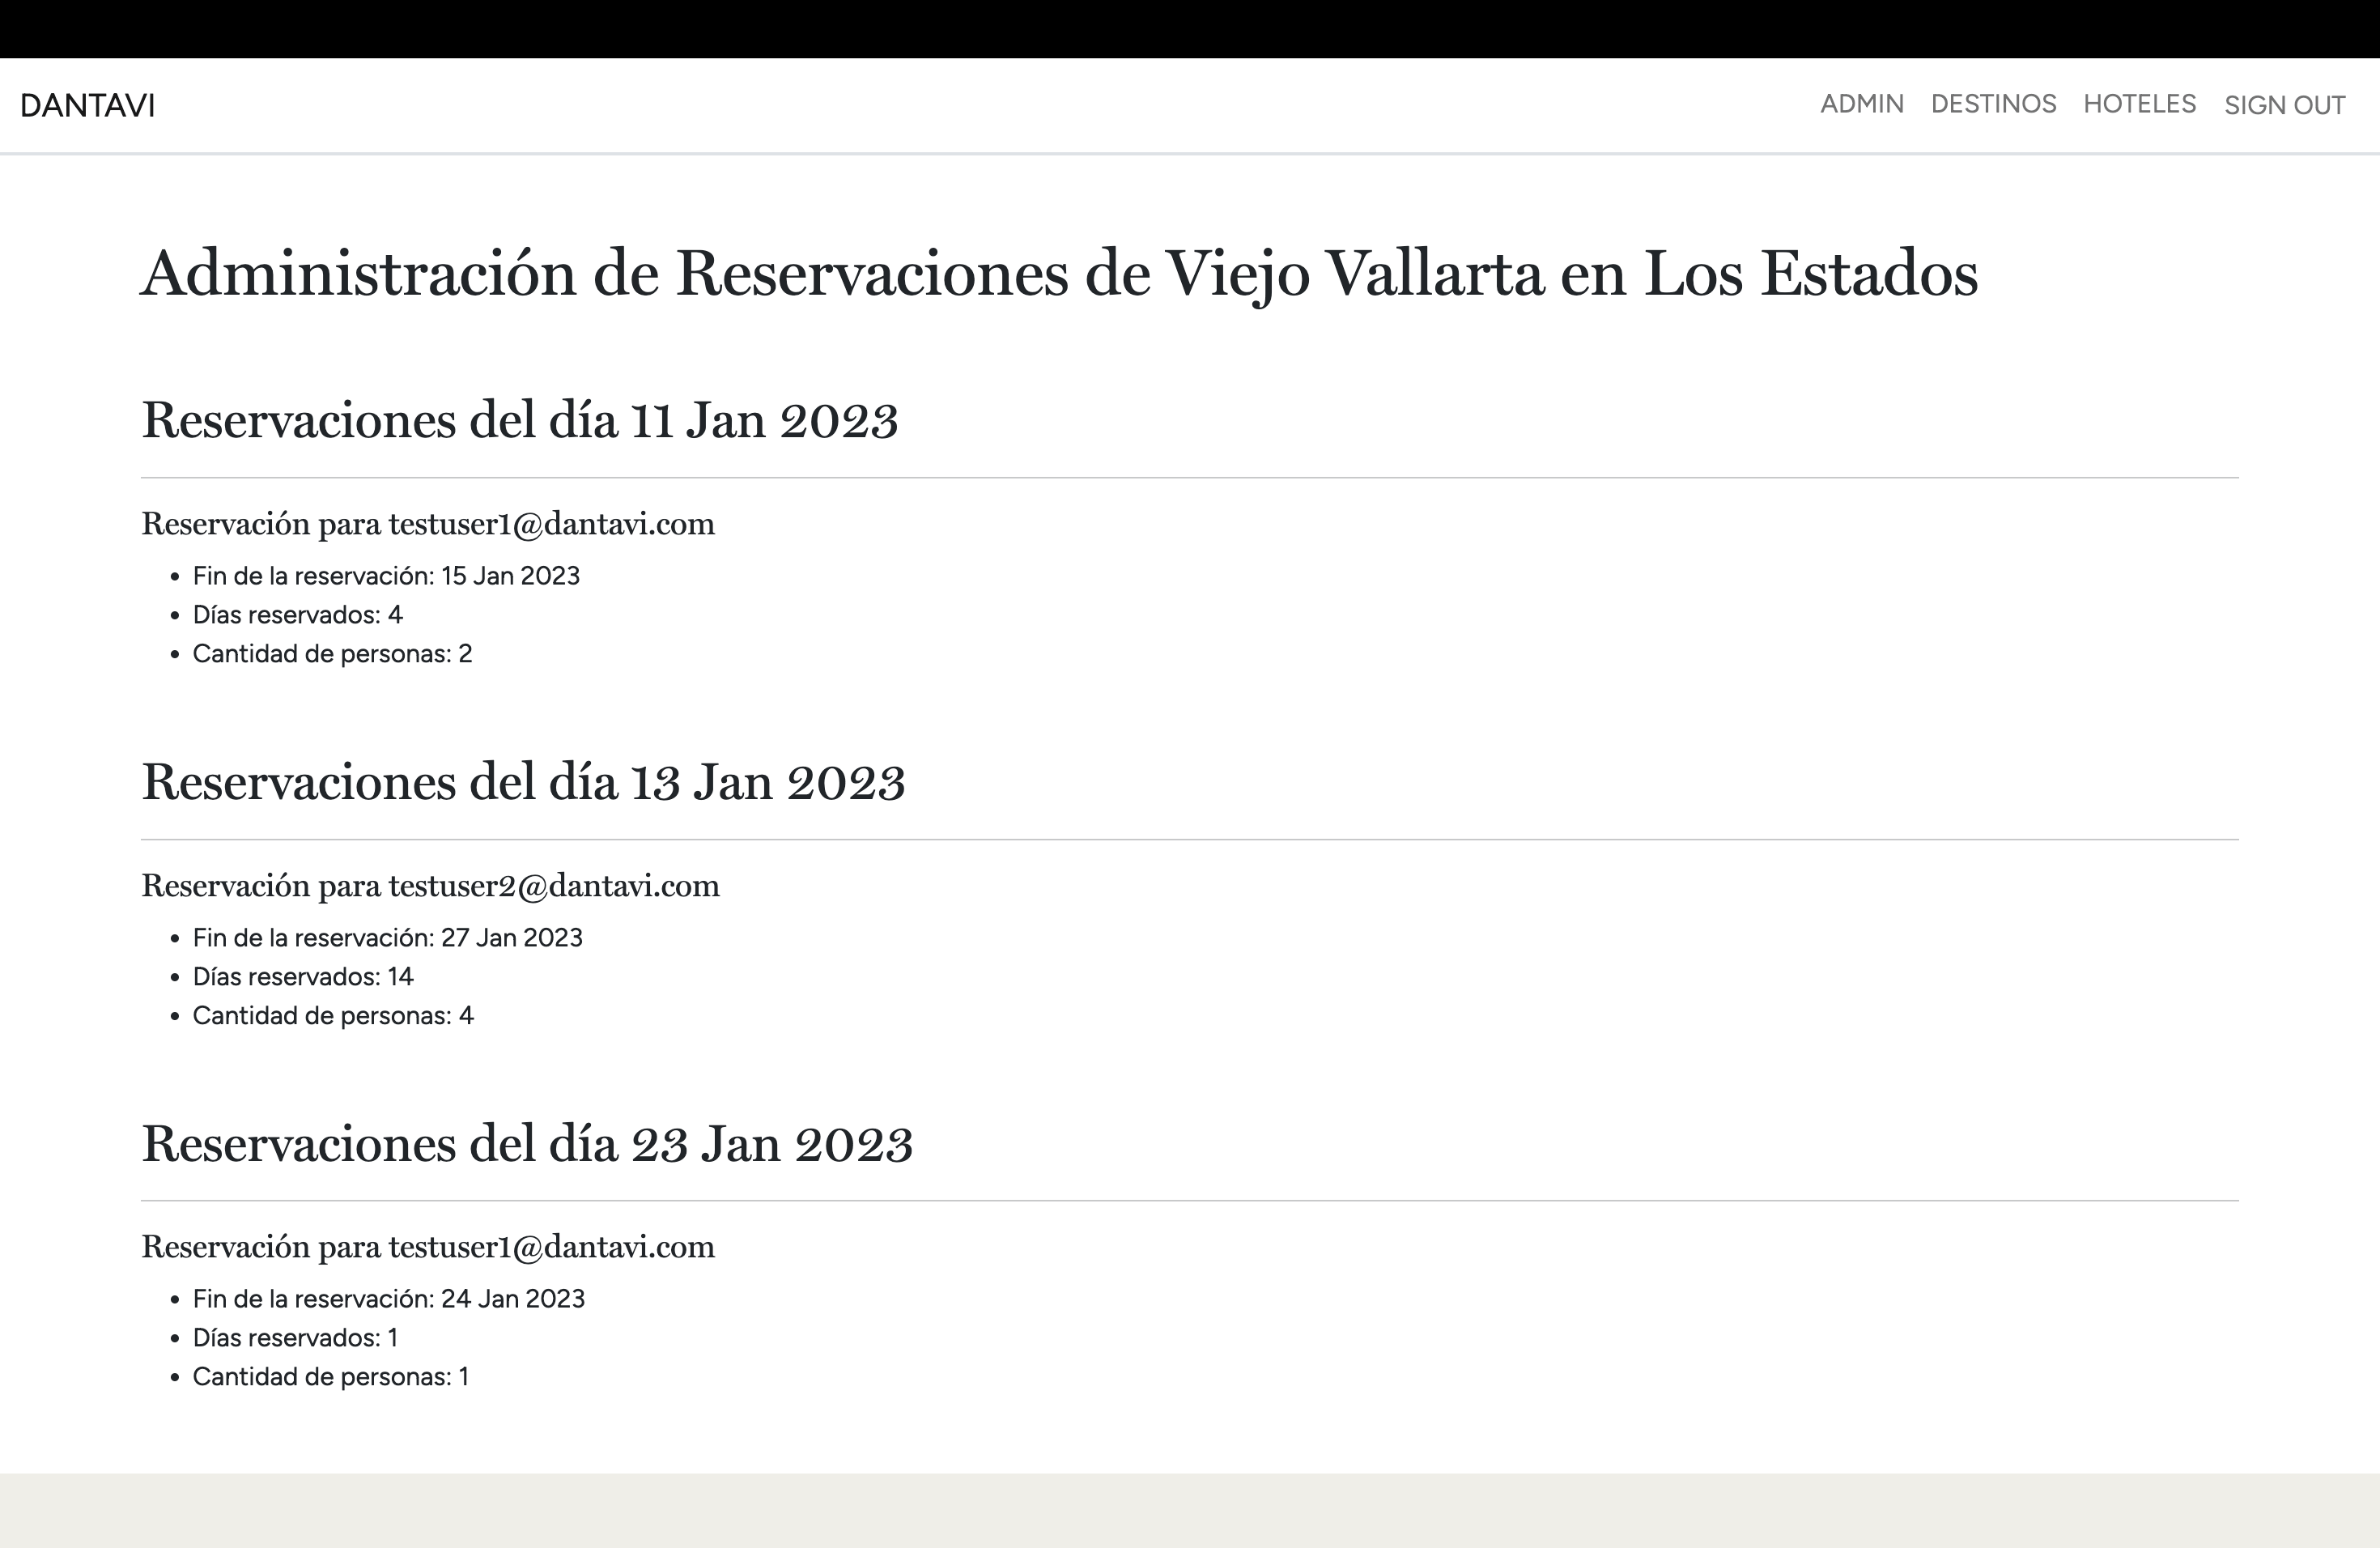 DANTAVI
ADMIN DESTINOS HOTELES SIGN OUT
Administración de Reservaciones de Viejo Vallarta en Los Estados
Reservaciones del día 11 Jan 2023
Reservación para testuser1@dantavi.com
• Fin de la reservación: 15 Jan 2023
• Días reservados: 4
• Cantidad de personas: 2
Reservaciones del día 13 Jan 2023
Reservación para testuser2@dantavi.com
• Fin de la reservación: 27 Jan 2023
• Días reservados: 14
• Cantidad de personas: 4
Reservaciones del día 23 Jan 2023
Reservación para testuser1@dantavi.com
• Fin de la reservación: 24 Jan 2023
• Días reservados: 1
• Cantidad de personas: 1